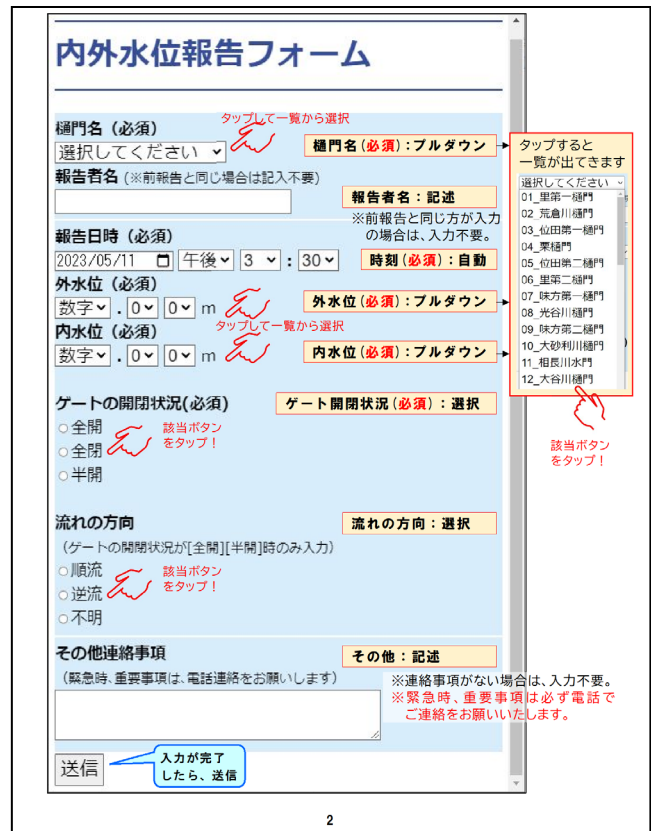 内外水位報告フォーム
樋門名（必須）
タップして一覧から選択
選択してください
樋門名(必須)：プルダウン
報告者名（※前報告と同じ場合は記入不要）
報告者名：記述
※前報告と同じ方が入力
の場合は、入力不要。
報告日時（必須）
2023/05/11 午後 3 : 30
時刻(必須)：自動
外水位（必須）
数字 . 0 0 m
外水位(必須)：プルダウン
タップして一覧から選択
内水位（必須）
数字 . 0 0 m
内水位(必須)：プルダウン
タップすると
一覧が出てきます
選択してください
01_里第一樋門
02_荒倉川樋門
03_位田第一樋門
04_栗樋門
05_位田第二樋門
06_里第二樋門
07_味方第一樋門
08_光谷川樋門
09_味方第二樋門
10_大砂利川樋門
11_相長川水門
12_大谷川樋門
該当ボタン
をタップ！
ゲートの開閉状況(必須)
ゲート開閉状況(必須)：選択
全開
全閉
半開
該当ボタン
をタップ！
流れの方向
流れの方向：選択
（ゲートの開閉状況が[全開][半開]時のみ入力）
順流
逆流
不明
該当ボタン
をタップ！
その他連絡事項
その他：記述
（緊急時、重要事項は、電話連絡をお願いします）
※連絡事項がない場合は、入力不要。
※緊急時、重要事項は必ず電話で
ご連絡をお願いいたします。
送信
入力が完了
したら、送信
2